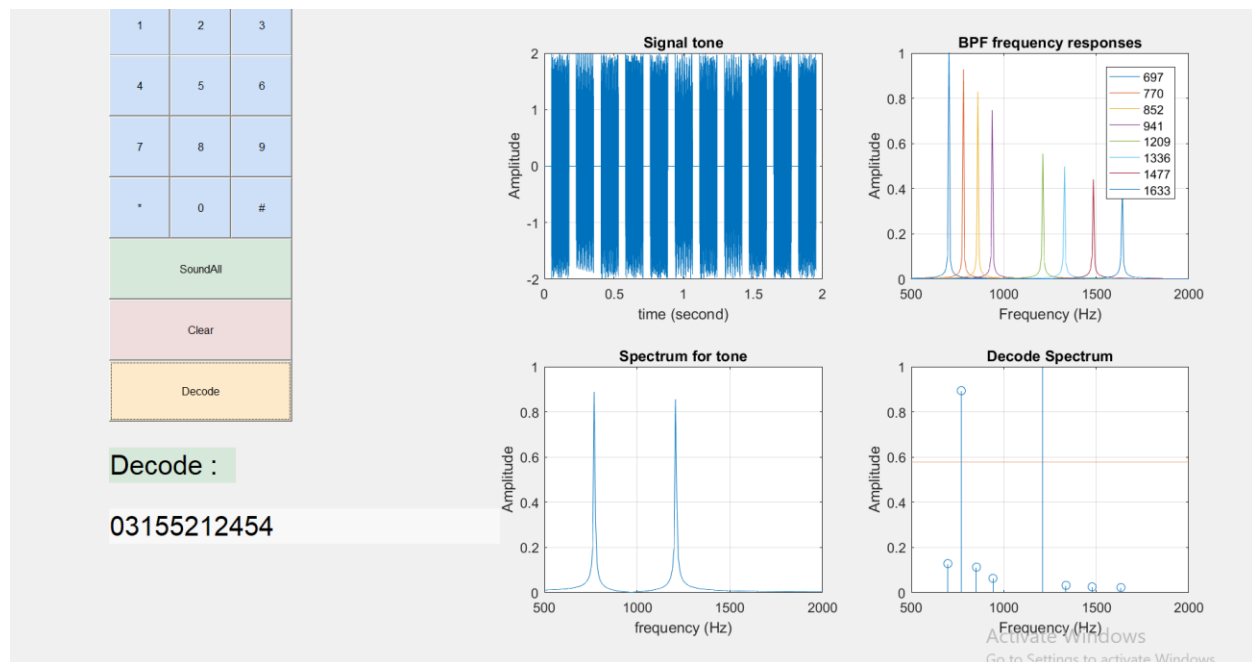 1 2 3
4 5 6
7 8 9
* 0 #
SoundAll
Clear
Decode
Decode :
03155212454
Signal tone
Amplitude
2
1
0
-1
-2
0 0.5 1 1.5 2
time (second)
BPF frequency responses
Amplitude
1
0.8
0.6
0.4
0.2
0
697
770
852
941
1209
1336
1477
1633
500 1000 1500 2000
Frequency (Hz)
Spectrum for tone
Amplitude
1
0.8
0.6
0.4
0.2
0
500 1000 1500 2000
frequency (Hz)
Decode Spectrum
Amplitude
1
0.8
0.6
0.4
0.2
0
500 1000 1500 2000
Frequency (Hz)
Activate Windows
Go to Settings to activate Windows